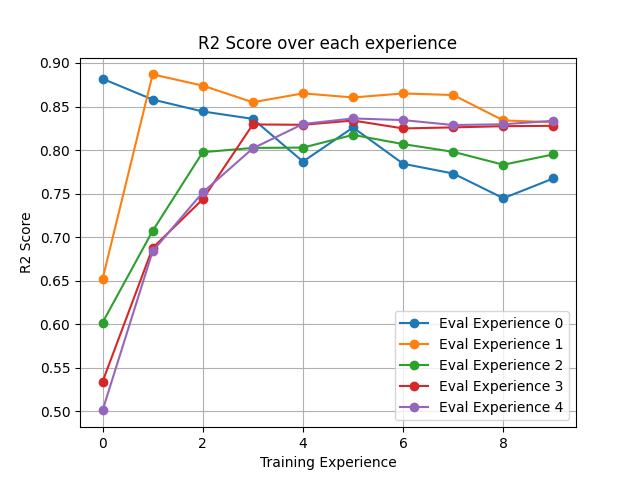 R2 Score over each experience
0.90
0.85
0.80
0.75
0.70
0.65
0.60
0.55
0.50
R2 Score
0 2 4 6 8
Training Experience
Eval Experience 0
Eval Experience 1
Eval Experience 2
Eval Experience 3
Eval Experience 4